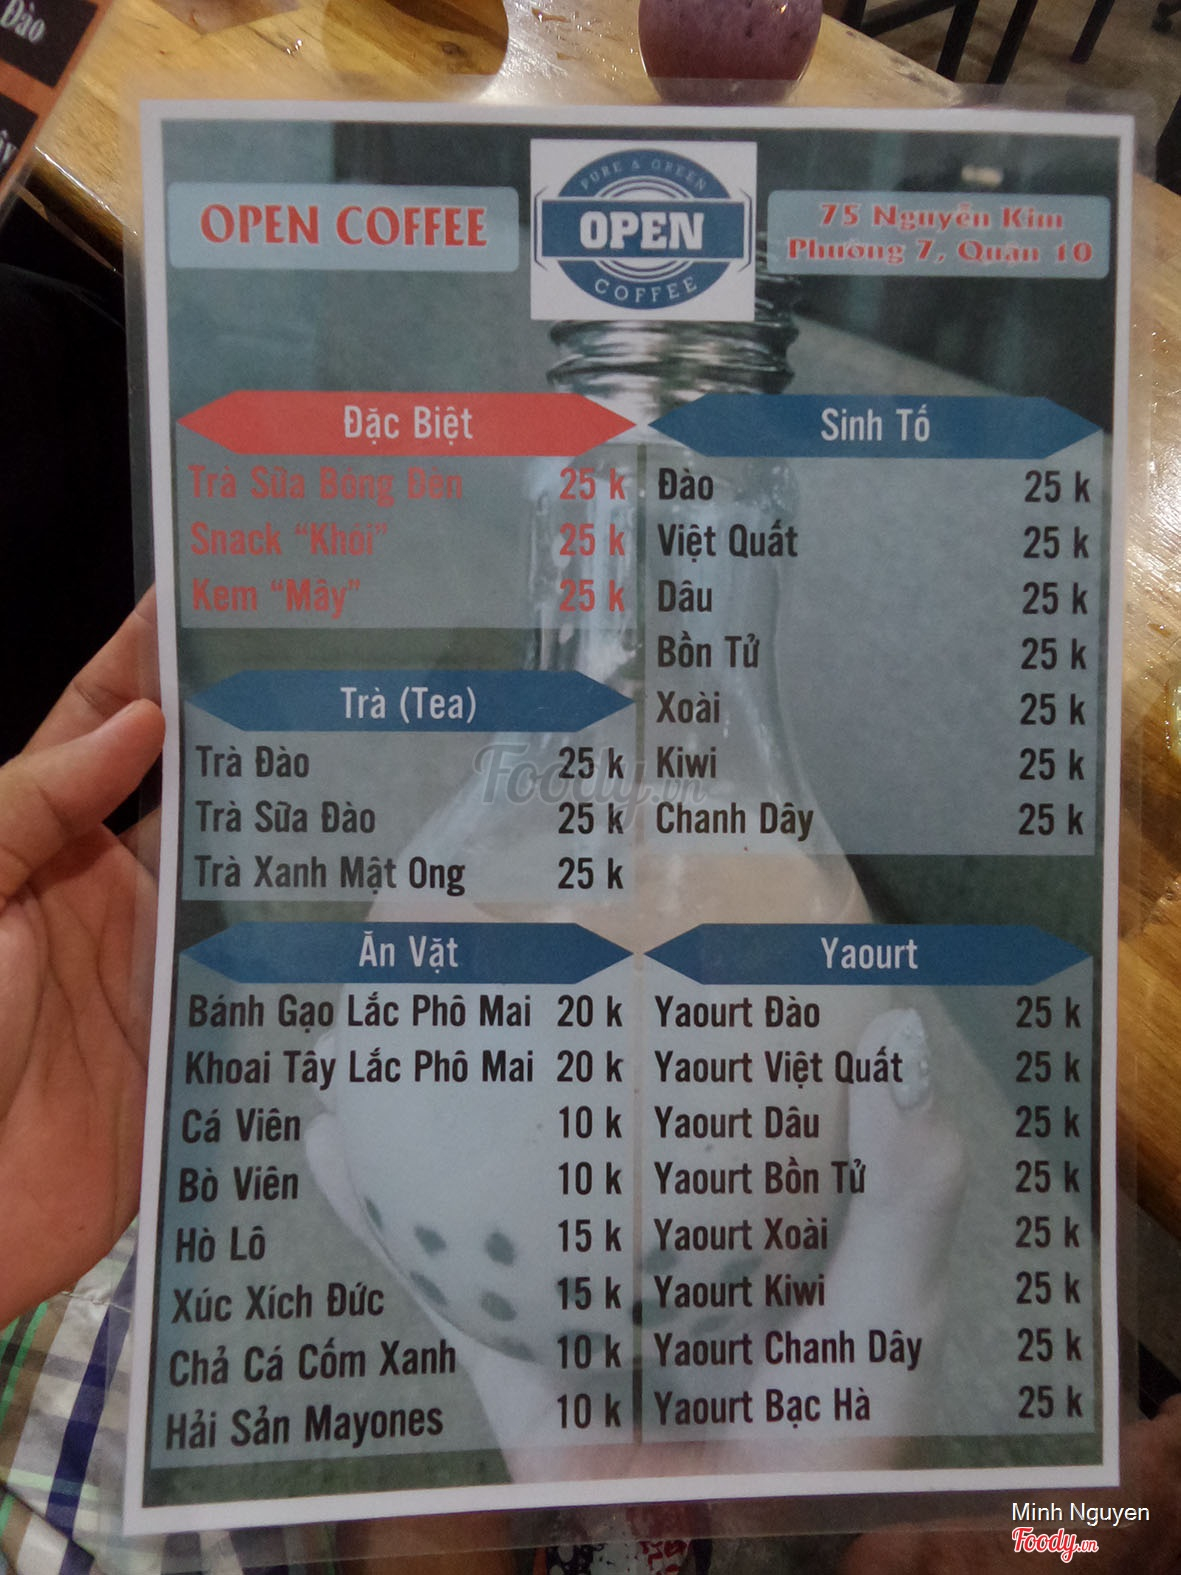 Đào
OPEN COFFEE
PURE & GREEN
OPEN
COFFEE
75 Nguyễn Kim
Phường 7, Quận 10
Đặc Biệt
Trà Sữa Bóng Đèn 25 k
Snack “Khói” 25 k
Kem “Mây” 25 k
Trà (Tea)
Trà Đào 25 k
Trà Sữa Đào 25 k
Trà Xanh Mật Ong 25 k
Ăn Vặt
Bánh Gạo Lắc Phô Mai 20 k
Khoai Tây Lắc Phô Mai 20 k
Cá Viên 10 k
Bò Viên 10 k
Hò Lô 15 k
Xúc Xích Đức 15 k
Chả Cá Cốm Xanh 10 k
Hải Sản Mayones 10 k
Sinh Tố
Đào 25 k
Việt Quất 25 k
Dâu 25 k
Bồn Tử 25 k
Xoài 25 k
Kiwi 25 k
Chanh Dây 25 k
Yaourt
Yaourt Đào 25 k
Yaourt Việt Quất 25 k
Yaourt Dâu 25 k
Yaourt Bồn Tử 25 k
Yaourt Xoài 25 k
Yaourt Kiwi 25 k
Yaourt Chanh Dây 25 k
Yaourt Bạc Hà 25 k
Foody.vn
Minh Nguyen
Foody.vn